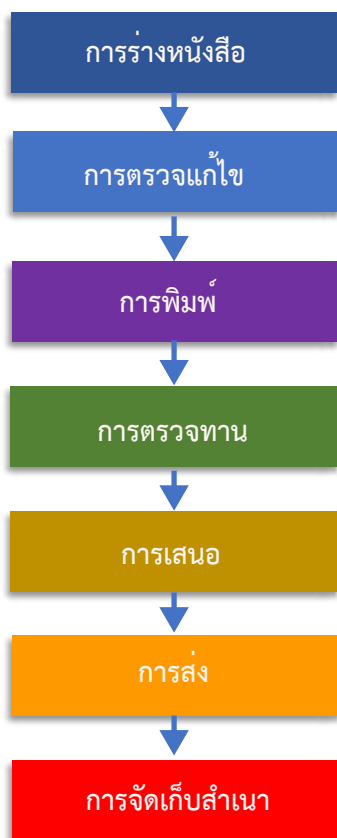 การร่างหนังสือ
การตรวจแก้ไข
การพิมพ์
การตรวจทาน
การเสนอ
การส่ง
การจัดเก็บสำเนา